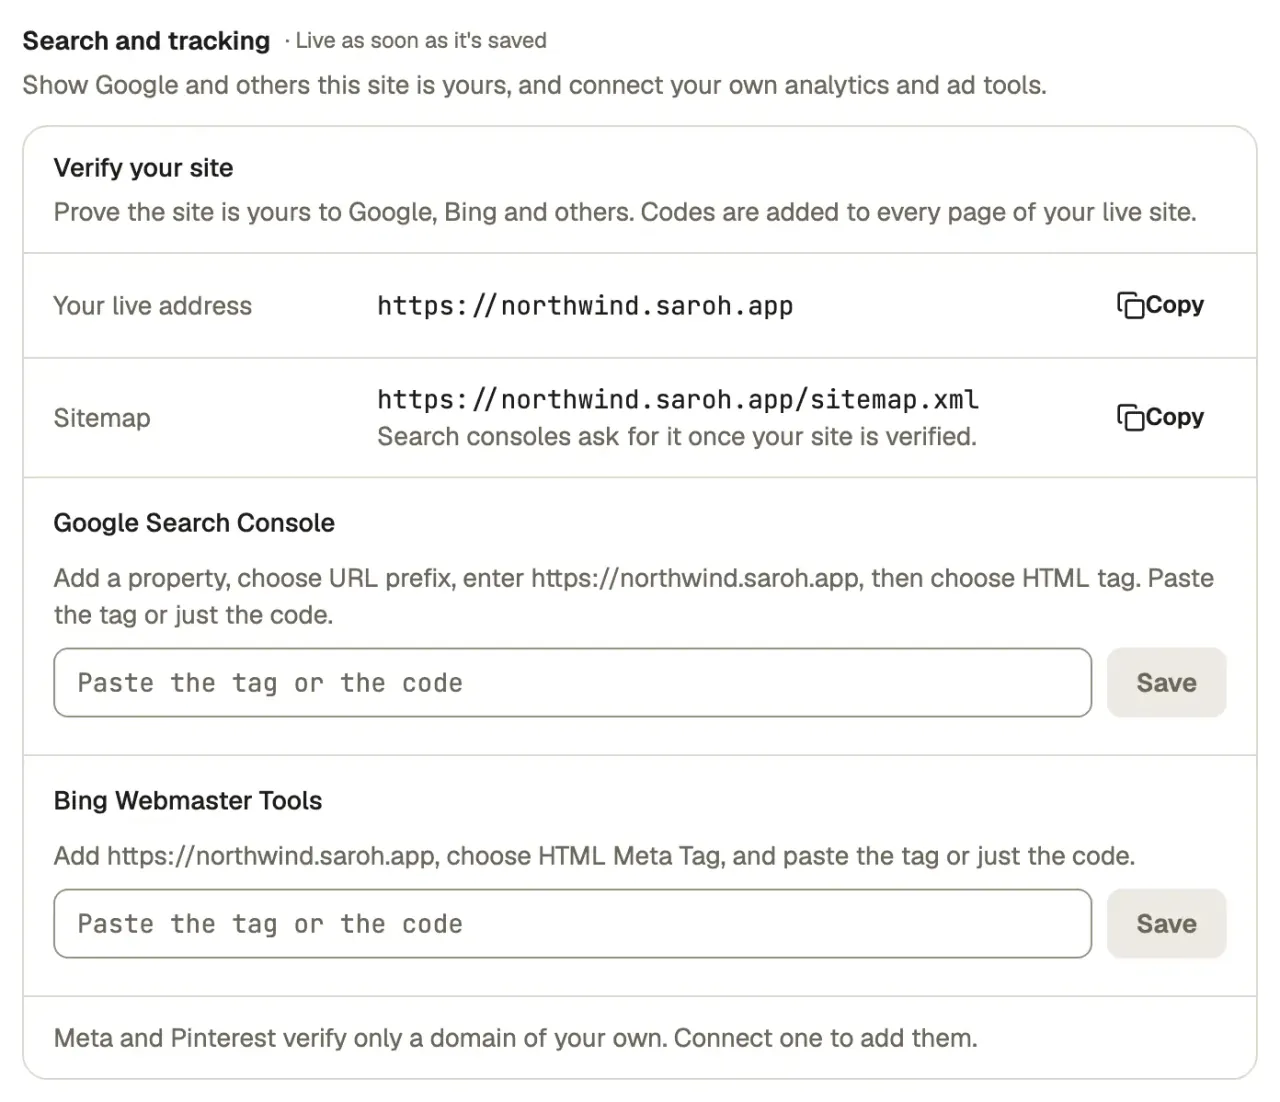 Search and tracking · Live as soon as it's saved
Show Google and others this site is yours, and connect your own analytics and ad tools.
Verify your site
Prove the site is yours to Google, Bing and others. Codes are added to every page of your live site.
Your live address https://northwind.saroh.app Copy
Sitemap https://northwind.saroh.app/sitemap.xml Copy
Search consoles ask for it once your site is verified.
Google Search Console
Add a property, choose URL prefix, enter https://northwind.saroh.app, then choose HTML tag. Paste
the tag or just the code.
Paste the tag or the code Save
Bing Webmaster Tools
Add https://northwind.saroh.app, choose HTML Meta Tag, and paste the tag or just the code.
Paste the tag or the code Save
Meta and Pinterest verify only a domain of your own. Connect one to add them.